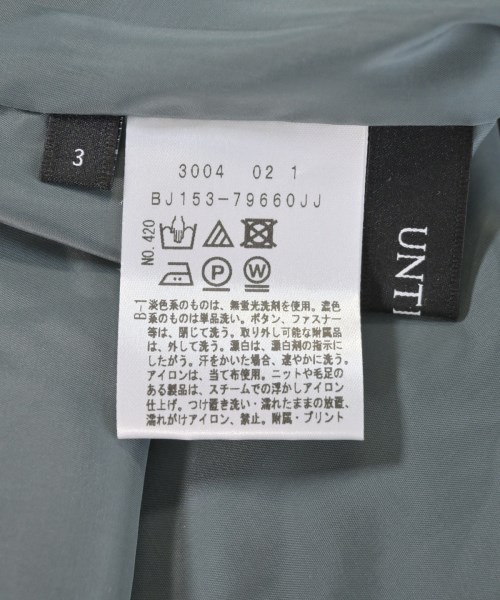 3
3004 02 1
BJ153-79660JJ
NO.420
P
W
B-1
淡色系のものは、無蛍光洗剤を使用。濃色
系のものは単品洗い。ボタン、ファスナー
等は、閉じて洗う。取り外し可能な附属品
は、外して洗う。漂白は、漂白剤の指示に
したがう。汗をかいた場合、速やかに洗う。
アイロンは、当て布使用。ニットや毛足の
ある製品は、スチームでの浮かしアイロン
仕上げ。つけ置き洗い・濡れたままの放置、
濡れがけアイロン、禁止。附属・プリント
UNTI